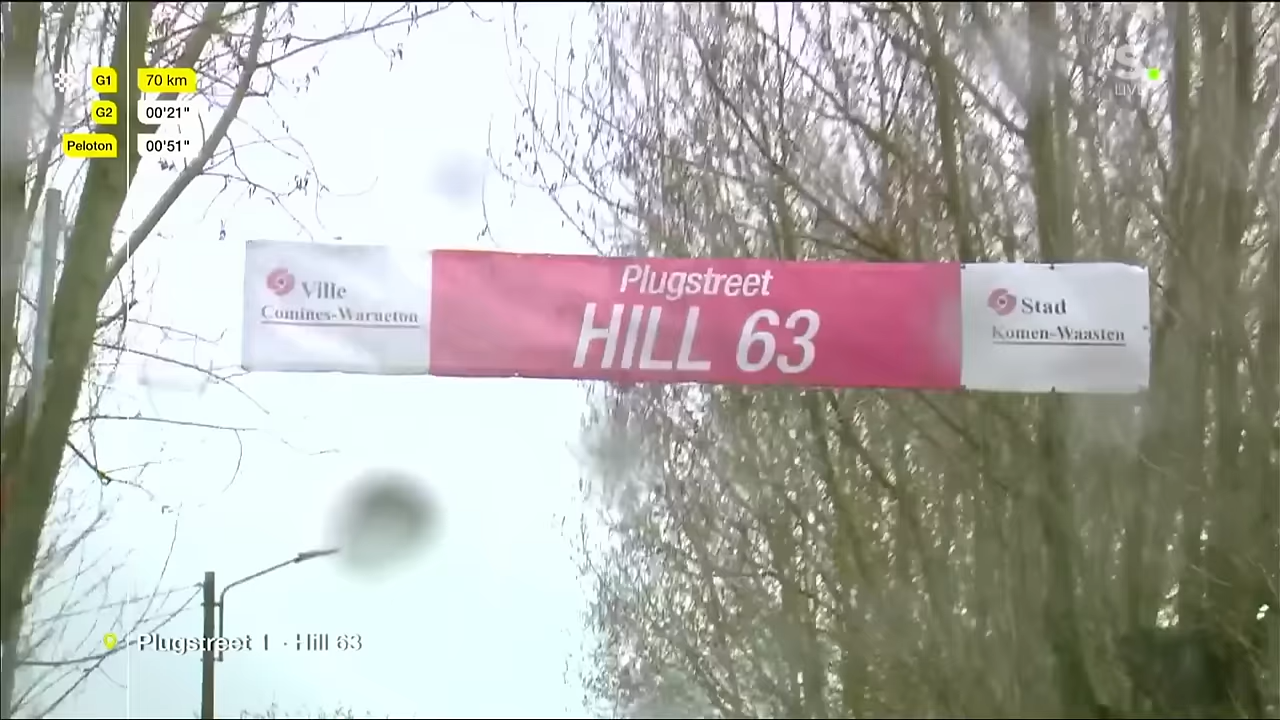 G1 70 km
G2 00'21"
Peloton 00'51"
S.
LIVE
Ville
Comines-Warneton
Plugstreet
HILL 63
Stad
Komen-Waasten
Plugstreet 1 · Hill 63